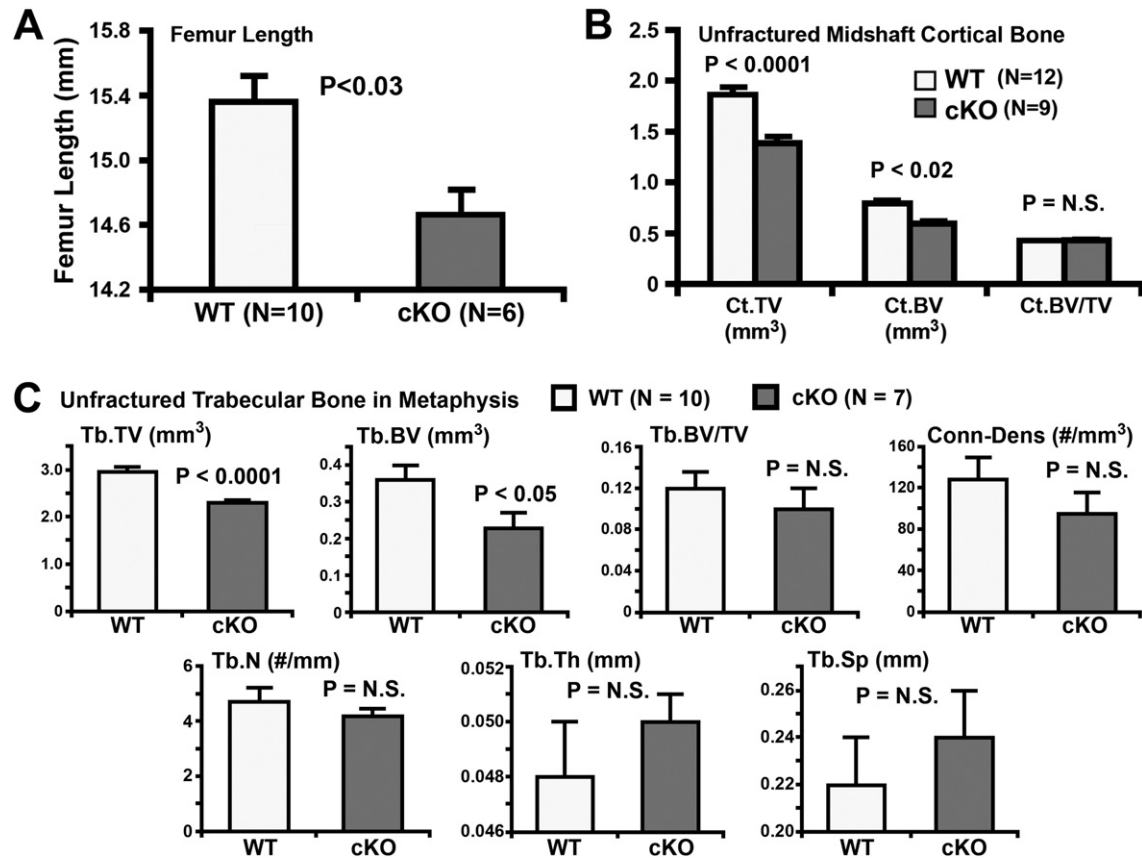 A
Femur Length
Femur Length (mm)
15.8
15.4
15.0
14.6
14.2
P<0.03
WT (N=10)
cKO (N=6)
B
Unfractured Midshaft Cortical Bone
2.5
2.0
1.5
1.0
0.5
0
P < 0.0001
WT (N=12)
cKO (N=9)
P < 0.02
P = N.S.
Ct.TV
(mm³)
Ct.BV
(mm³)
Ct.BV/TV
C
Unfractured Trabecular Bone in Metaphysis
WT (N = 10)
cKO (N = 7)
Tb.TV (mm³)
3.0
2.0
1.0
0
P < 0.0001
WT
cKO
Tb.BV (mm³)
0.4
0.3
0.2
0.1
0
P < 0.05
WT
cKO
Tb.BV/TV
0.16
0.12
0.08
0.04
0
P = N.S.
WT
cKO
Conn-Dens (#/mm³)
160
120
80
40
0
P = N.S.
WT
cKO
Tb.N (#/mm)
6
4
2
0
P = N.S.
WT
cKO
Tb.Th (mm)
0.052
0.050
0.048
0.046
P = N.S.
WT
cKO
Tb.Sp (mm)
0.26
0.24
0.22
0.20
P = N.S.
WT
cKO